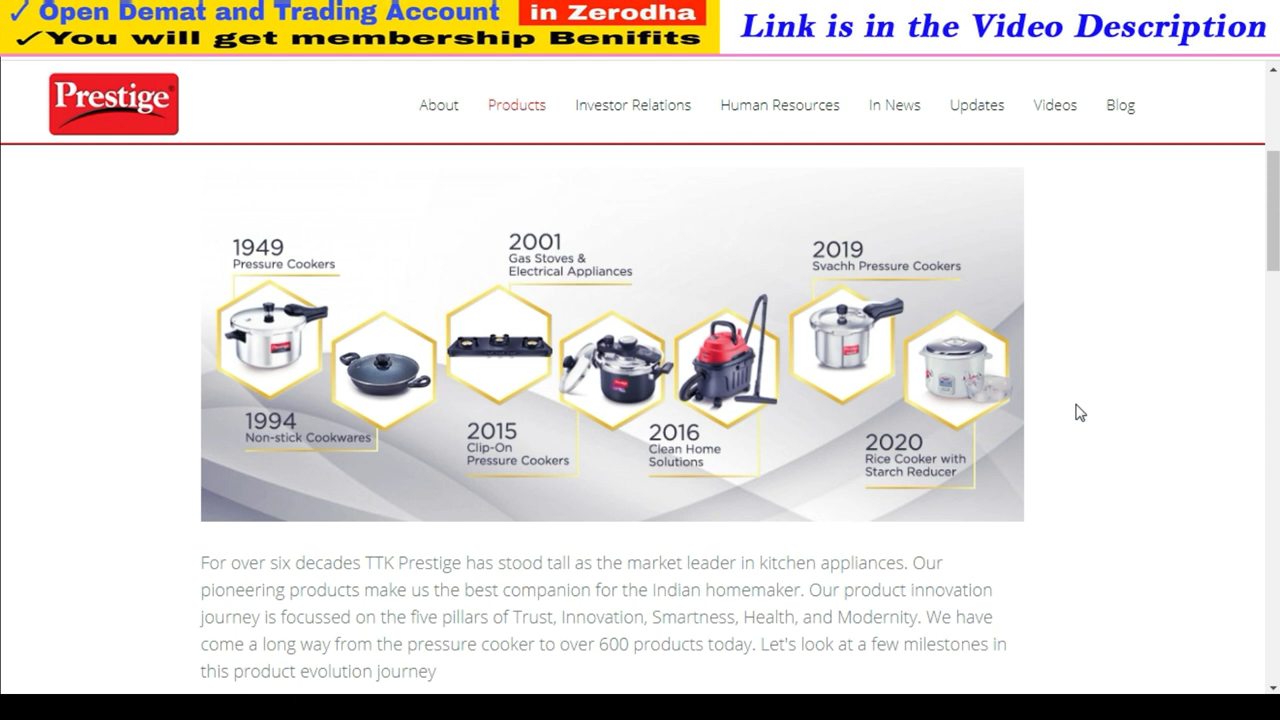 ✓ Open Demat and Trading Account in Zerodha
✓You will get membership Benifits
Link is in the Video Description
Prestige
About Products Investor Relations Human Resources In News Updates Videos Blog
1949
Pressure Cookers
1994
Non-stick Cookwares
2001
Gas Stoves &
Electrical Appliances
2015
Clip-On
Pressure Cookers
2016
Clean Home
Solutions
2019
Svachh Pressure Cookers
2020
Rice Cooker with
Starch Reducer
For over six decades TTK Prestige has stood tall as the market leader in kitchen appliances. Our
pioneering products make us the best companion for the Indian homemaker. Our product innovation
journey is focussed on the five pillars of Trust, Innovation, Smartness, Health, and Modernity. We have
come a long way from the pressure cooker to over 600 products today. Let's look at a few milestones in
this product evolution journey